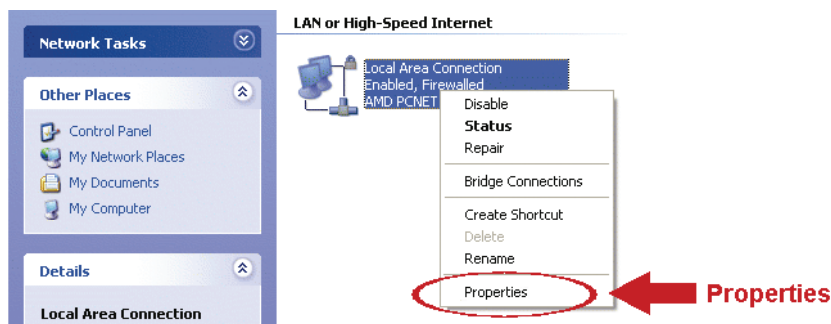 Network Tasks
Other Places
Control Panel
My Network Places
My Documents
My Computer
Details
Local Area Connection
LAN or High-Speed Internet
Local Area Connection
Enabled, Firewalled
AMD PCNET
Disable
Status
Repair
Bridge Connections
Create Shortcut
Delete
Rename
Properties
Properties